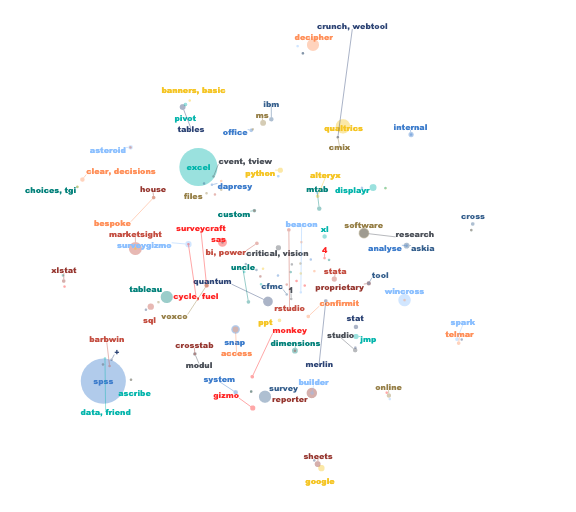 crunch, webtool
decipher
banners, basic
ibm
pivot
ms
tables
office
qualtrics
internal
cmix
asteroid
excel
cvent, tview
clear, decisions
python
alteryx
choices, tgi
house
dapresy
files
mtab
displayr
custom
cross
bespoke
surveycraft
beacon
xl
software
marketsight
sas
research
surveygizmo
bi, power
critical, vision
4
analyse
askia
xlstat
uncle
stata
tool
quantum
cfmc
1
proprietary
tableau
cycle, fuel
wincross
rstudio
confirmit
sql
voxco
ppt
monkey
stat
spark
barbwin
snap
studio
jmp
telmar
+
crosstab
access
dimensions
modul
merlin
spss
system
builder
ascribe
gizmo
survey
online
reporter
data, friend
sheets
google